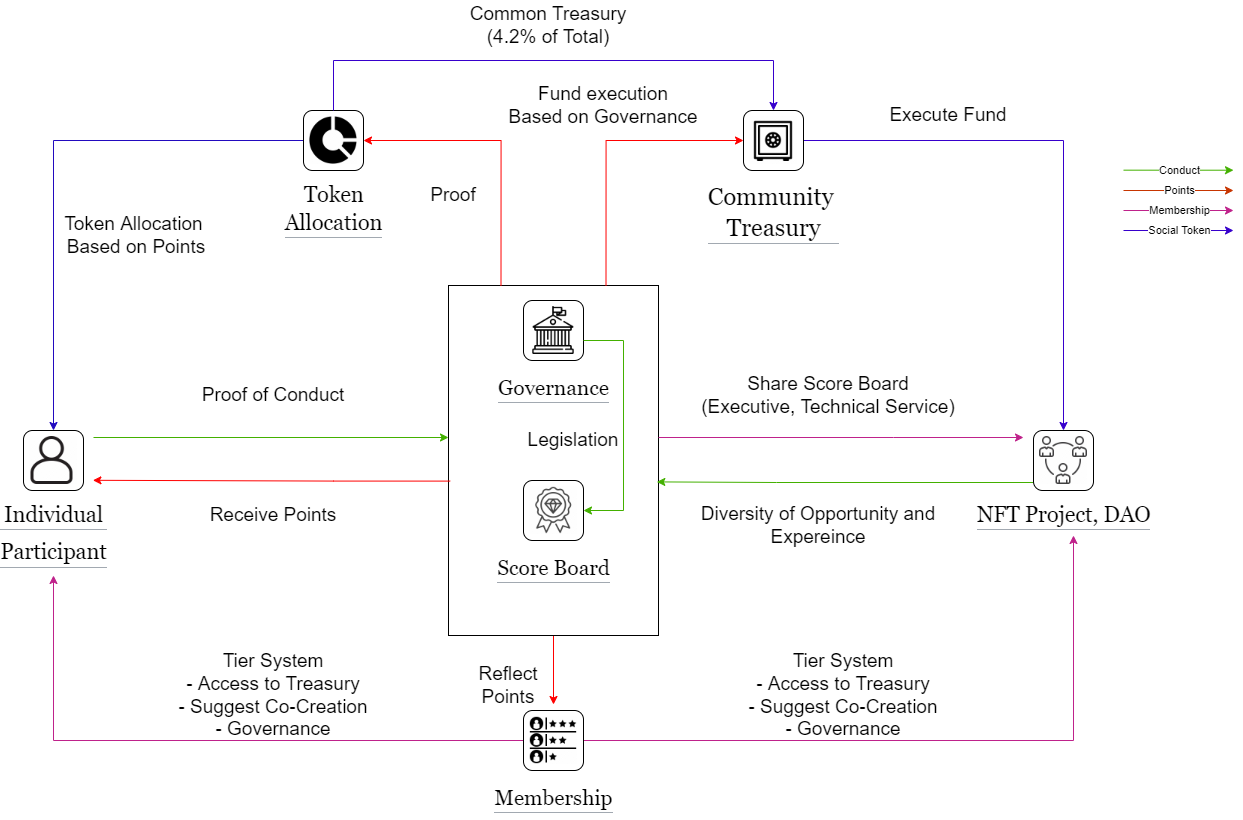 Common Treasury
(4.2% of Total)
Fund execution
Based on Governance
Execute Fund
Conduct
Points
Membership
Social Token
Token
Allocation
Proof
Community
Treasury
Token Allocation
Based on Points
Governance
Proof of Conduct
Legislation
Share Score Board
(Executive, Technical Service)
Individual
Participant
Receive Points
Score Board
Diversity of Opportunity and
Expereince
NFT Project, DAO
Tier System
- Access to Treasury
- Suggest Co-Creation
- Governance
Reflect
Points
Tier System
- Access to Treasury
- Suggest Co-Creation
- Governance
Membership